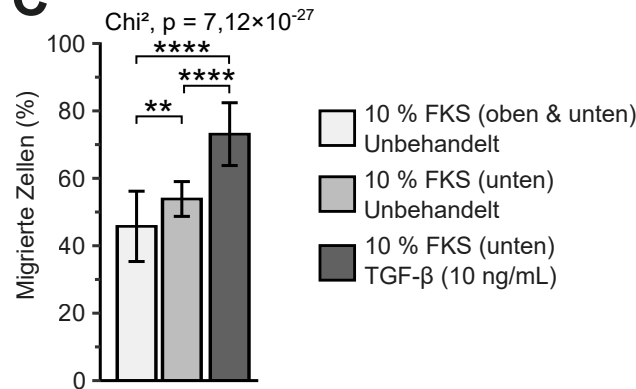 C
Chi², p = 7,12×10⁻²⁷
Migrierte Zellen (%)
100
80
60
40
20
0
****
****
**
10 % FKS (oben & unten)
Unbehandelt
10 % FKS (unten)
Unbehandelt
10 % FKS (unten)
TGF-β (10 ng/mL)